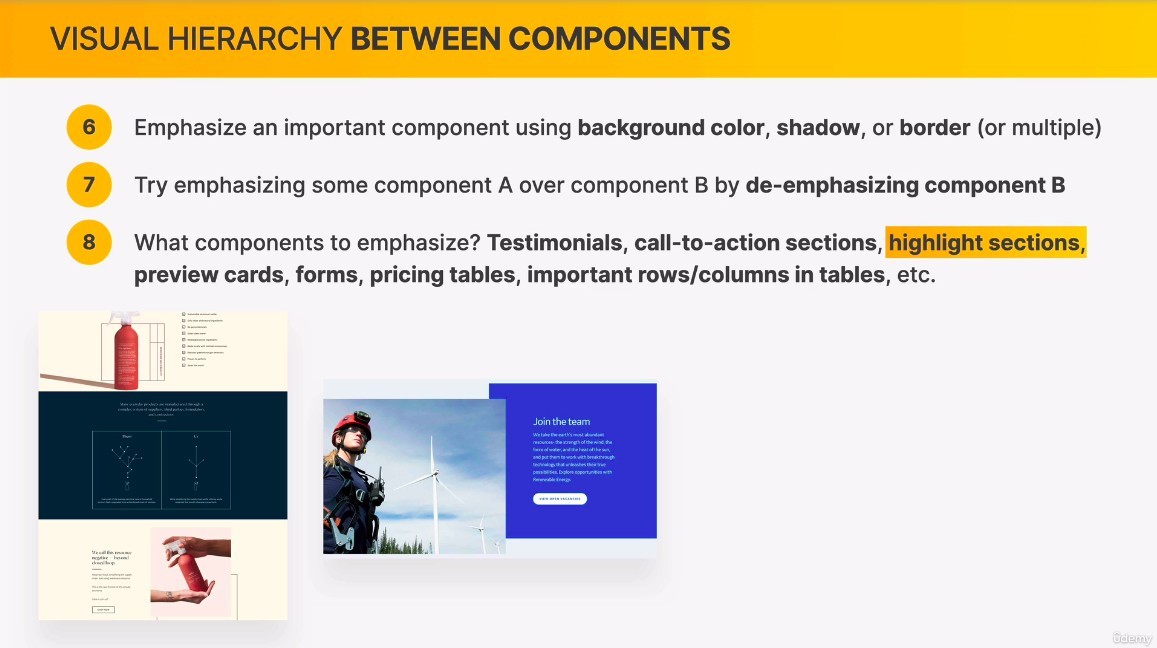 VISUAL HIERARCHY BETWEEN COMPONENTS
6
Emphasize an important component using background color, shadow, or border (or multiple)
7
Try emphasizing some component A over component B by de-emphasizing component B
8
What components to emphasize? Testimonials, call-to-action sections, highlight sections,
preview cards, forms, pricing tables, important rows/columns in tables, etc.
We call this resource
negative — beyond
closed loop
Join the team
We take the earth's most abundant
resources: the strength of the wind, the
force of water, and the heat of the sun,
and put them to work with breakthrough
technology that unleashes their true
possibilities. Explore opportunities with
Renewable Energy.
VIEW OPEN VACANCIES
ûdemy